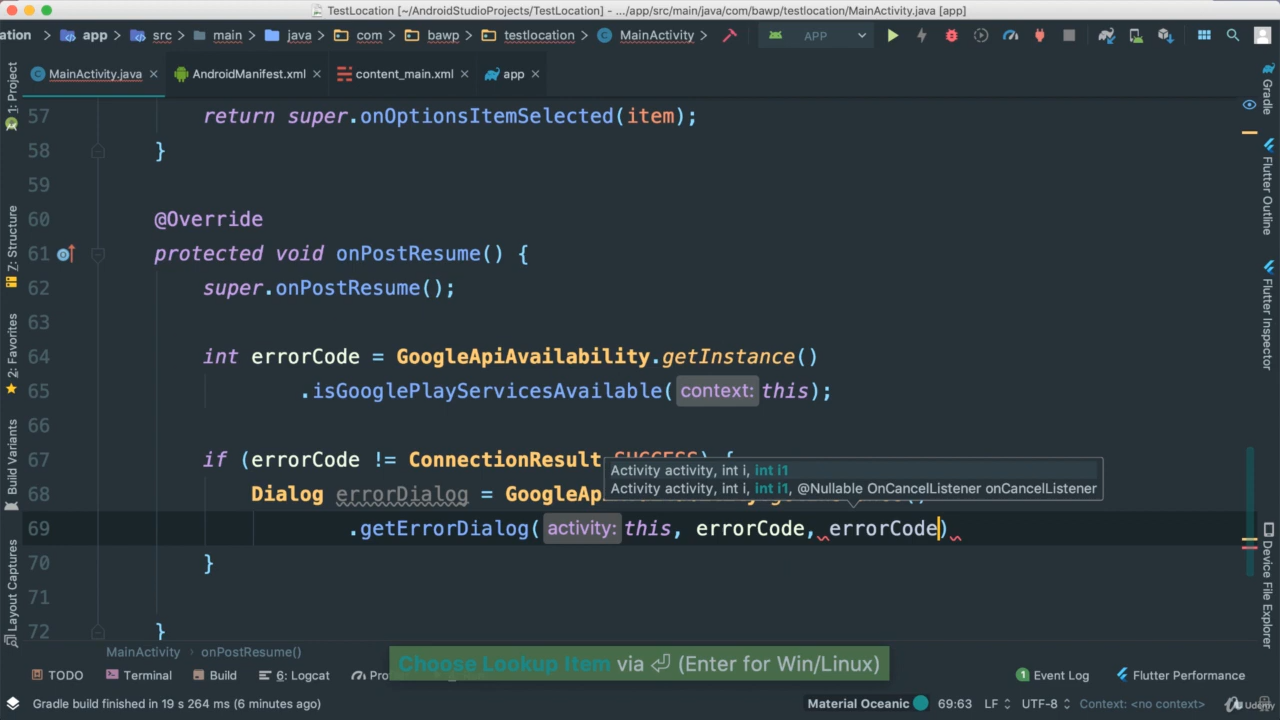 TestLocation [~/AndroidStudioProjects/TestLocation] - .../app/src/main/java/com/bawp/testlocation/MainActivity.java [app]
ation > app > src > main > java > com > bawp > testlocation > MainActivity > APP
MainActivity.java × AndroidManifest.xml × content_main.xml × app ×
57 return super.onOptionsItemSelected(item);
58 }
59
60 @Override
61 protected void onPostResume() {
62 super.onPostResume();
63
64 int errorCode = GoogleApiAvailability.getInstance()
65 .isGooglePlayServicesAvailable( context: this);
66
67 if (errorCode != ConnectionResult.SUCCESS) {
Activity activity, int i, int i1
Activity activity, int i, int i1, @Nullable OnCancelListener onCancelListener
68 Dialog errorDialog =
69 .getErrorDialog( activity: this, errorCode, errorCode)
70 }
71
72 }
MainActivity > onPostResume()
Choose Lookup Item via ⏎ (Enter for Win/Linux)
TODO Terminal Build 6: Logcat Event Log Flutter Performance
Gradle build finished in 19 s 264 ms (6 minutes ago) Material Oceanic 69:63 LF UTF-8 Context: <no context> Udemy
1: Project
7: Structure
2: Favorites
Build Variants
Layout Captures
Gradle
Flutter Outline
Flutter Inspector
Device File Explorer